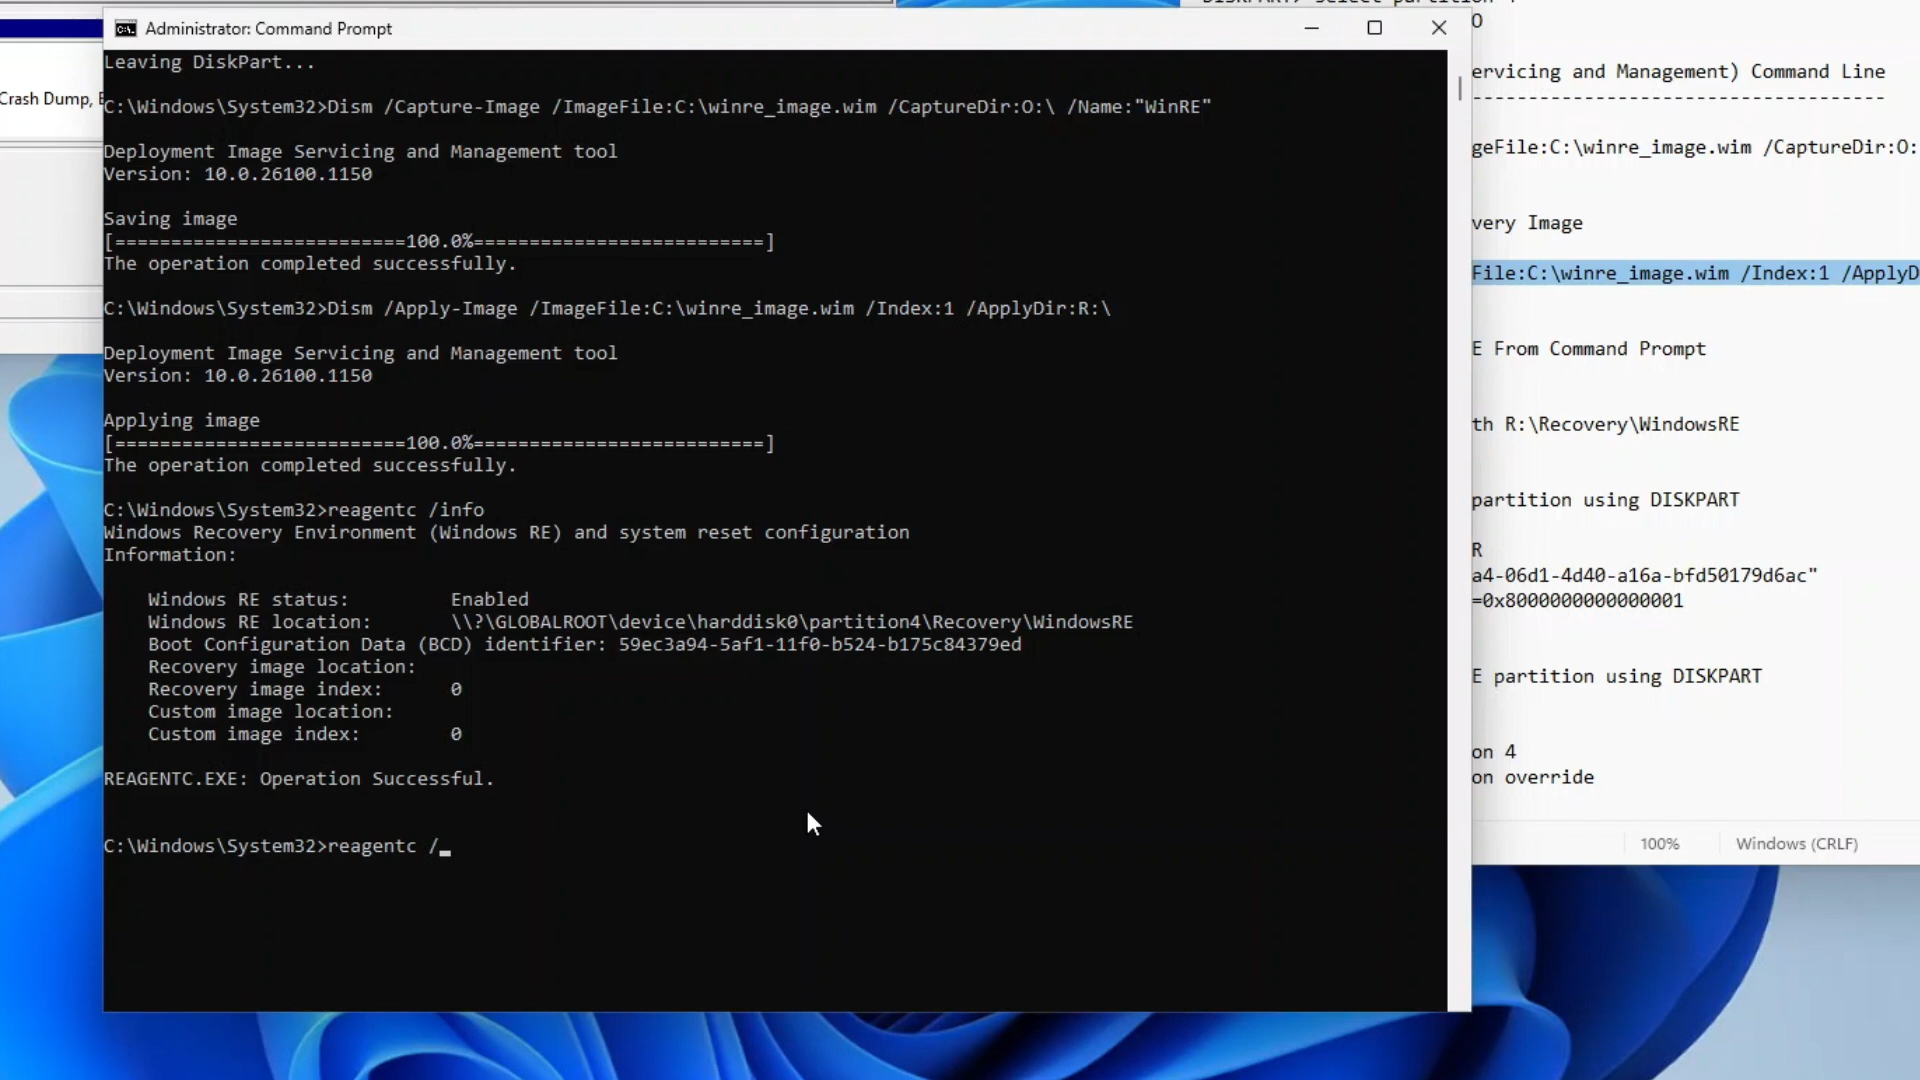 Administrator: Command Prompt
Leaving DiskPart...
C:\Windows\System32>Dism /Capture-Image /ImageFile:C:\winre_image.wim /CaptureDir:O:\ /Name:"WinRE"
Deployment Image Servicing and Management tool
Version: 10.0.26100.1150
Saving image
[==========================100.0%==========================]
The operation completed successfully.
C:\Windows\System32>Dism /Apply-Image /ImageFile:C:\winre_image.wim /Index:1 /ApplyDir:R:\
Deployment Image Servicing and Management tool
Version: 10.0.26100.1150
Applying image
[==========================100.0%==========================]
The operation completed successfully.
C:\Windows\System32>reagentc /info
Windows Recovery Environment (Windows RE) and system reset configuration
Information:
Windows RE status: Enabled
Windows RE location: \\?\GLOBALROOT\device\harddisk0\partition4\Recovery\WindowsRE
Boot Configuration Data (BCD) identifier: 59ec3a94-5af1-11f0-b524-b175c84379ed
Recovery image location:
Recovery image index: 0
Custom image location:
Custom image index: 0
REAGENTC.EXE: Operation Successful.
C:\Windows\System32>reagentc /_
Crash Dump,
DISKPART> select partition
O
ervicing and Management) Command Line
-------------------------------------
geFile:C:\winre_image.wim /CaptureDir:O:
very Image
File:C:\winre_image.wim /Index:1 /ApplyD
E From Command Prompt
th R:\Recovery\WindowsRE
partition using DISKPART
R
a4-06d1-4d40-a16a-bfd50179d6ac"
=0x8000000000000001
E partition using DISKPART
on 4
on override
100%
Windows (CRLF)